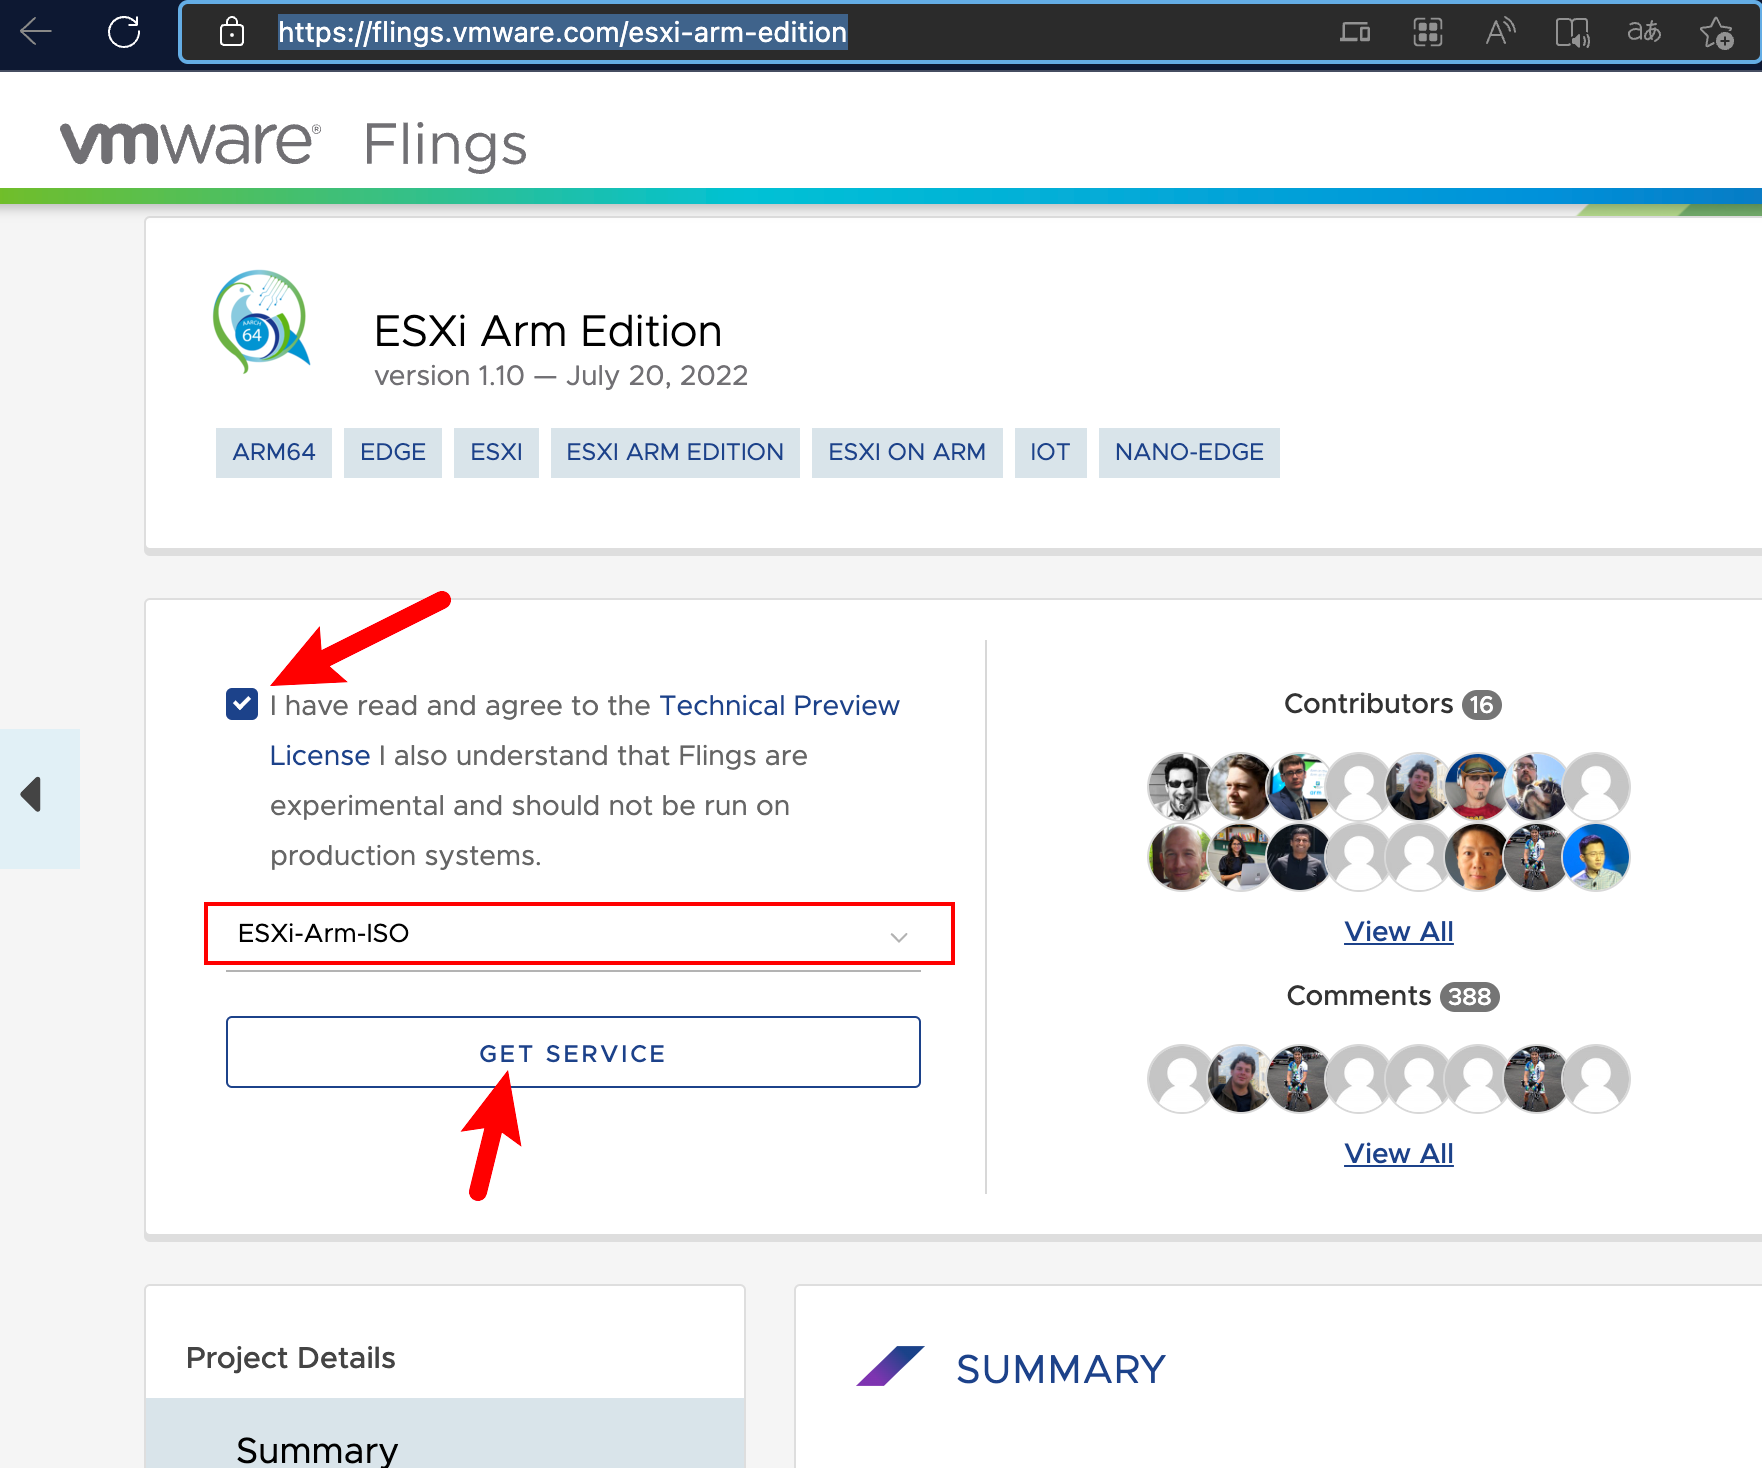 https://flings.vmware.com/esxi-arm-edition
vmware® Flings
AARCH
64
ESXi Arm Edition
version 1.10 — July 20, 2022
ARM64 EDGE ESXI ESXI ARM EDITION ESXI ON ARM IOT NANO-EDGE
I have read and agree to the Technical Preview
License I also understand that Flings are
experimental and should not be run on
production systems.
ESXi-Arm-ISO
GET SERVICE
Contributors 16
View All
Comments 388
View All
Project Details
Summary
SUMMARY